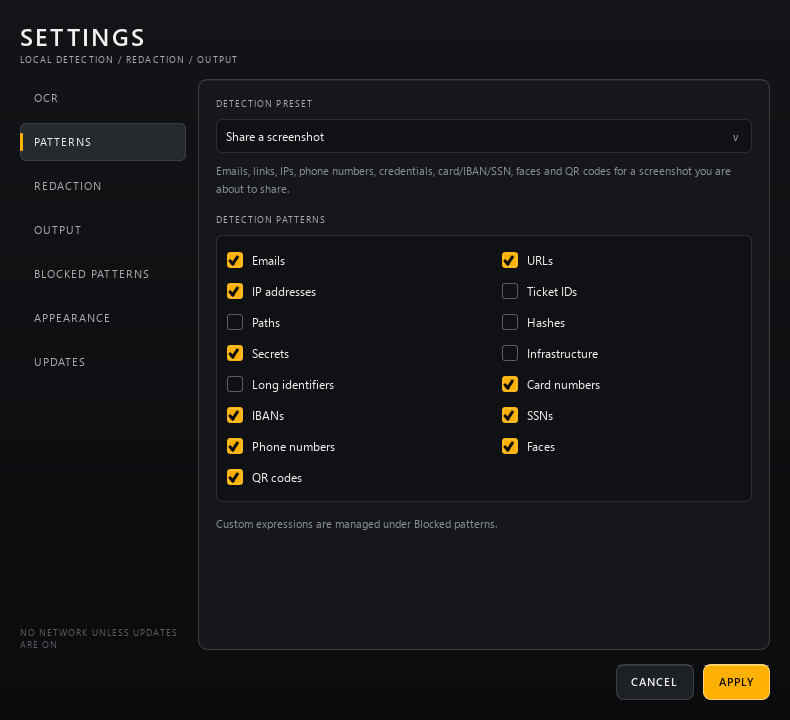 SETTINGS
LOCAL DETECTION / REDACTION / OUTPUT
OCR
PATTERNS
REDACTION
OUTPUT
BLOCKED PATTERNS
APPEARANCE
UPDATES
NO NETWORK UNLESS UPDATES
ARE ON
DETECTION PRESET
Share a screenshot v
Emails, links, IPs, phone numbers, credentials, card/IBAN/SSN, faces and QR codes for a screenshot you are
about to share.
DETECTION PATTERNS
Emails URLs
IP addresses Ticket IDs
Paths Hashes
Secrets Infrastructure
Long identifiers Card numbers
IBANs SSNs
Phone numbers Faces
QR codes
Custom expressions are managed under Blocked patterns.
CANCEL APPLY